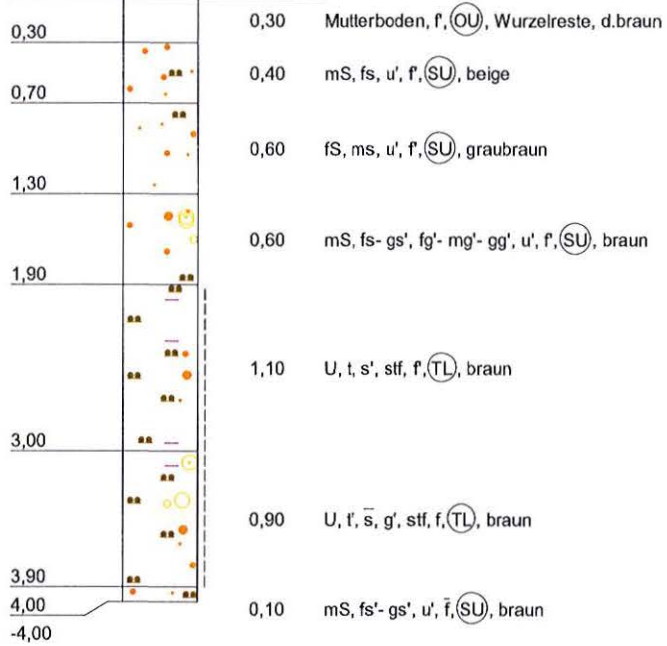 0,30 Mutterboden, f', OU, Wurzelreste, d.braun
0,30
0,40 mS, fs, u', f', SU, beige
0,70
0,60 fS, ms, u', f', SU, graubraun
1,30
0,60 mS, fs- gs', fg'- mg'- gg', u', f', SU, braun
1,90
1,10 U, t, s', stf, f', TL, braun
3,00
0,90 U, t', s̄, g', stf, f, TL, braun
3,90
4,00
0,10 mS, fs'- gs', u', f̄, SU, braun
-4,00